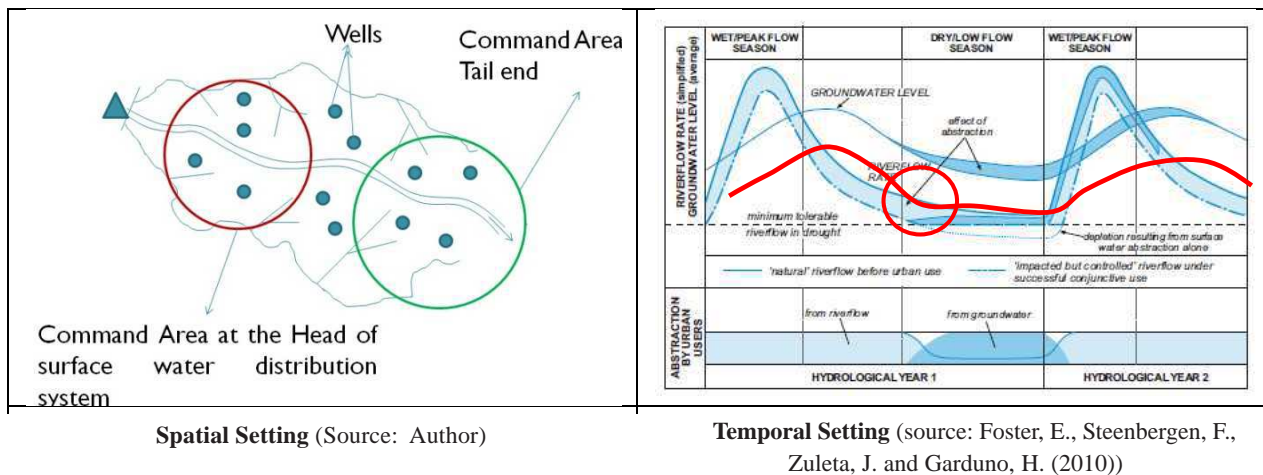 Wells
Command Area
Tail end
Command Area at the Head of
surface water distribution
system
Spatial Setting (Source: Author)
WET/PEAK FLOW
SEASON
DRY/LOW FLOW
SEASON
WET/PEAK FLOW
SEASON
RIVERFLOW RATE (simplified)
GROUNDWATER LEVEL (average)
GROUNDWATER LEVEL
effect of
abstraction
RIVERFLOW
minimum tolerable
riverflow in drought
depletion resulting from surface
water abstraction alone
'natural' riverflow before urban use
'impacted but controlled' riverflow under
successful conjunctive use
ABSTRACTION
BY URBAN
USERS
from riverflow
from groundwater
HYDROLOGICAL YEAR 1
HYDROLOGICAL YEAR 2
Temporal Setting (source: Foster, E., Steenbergen, F.,
Zuleta, J. and Garduno, H. (2010))